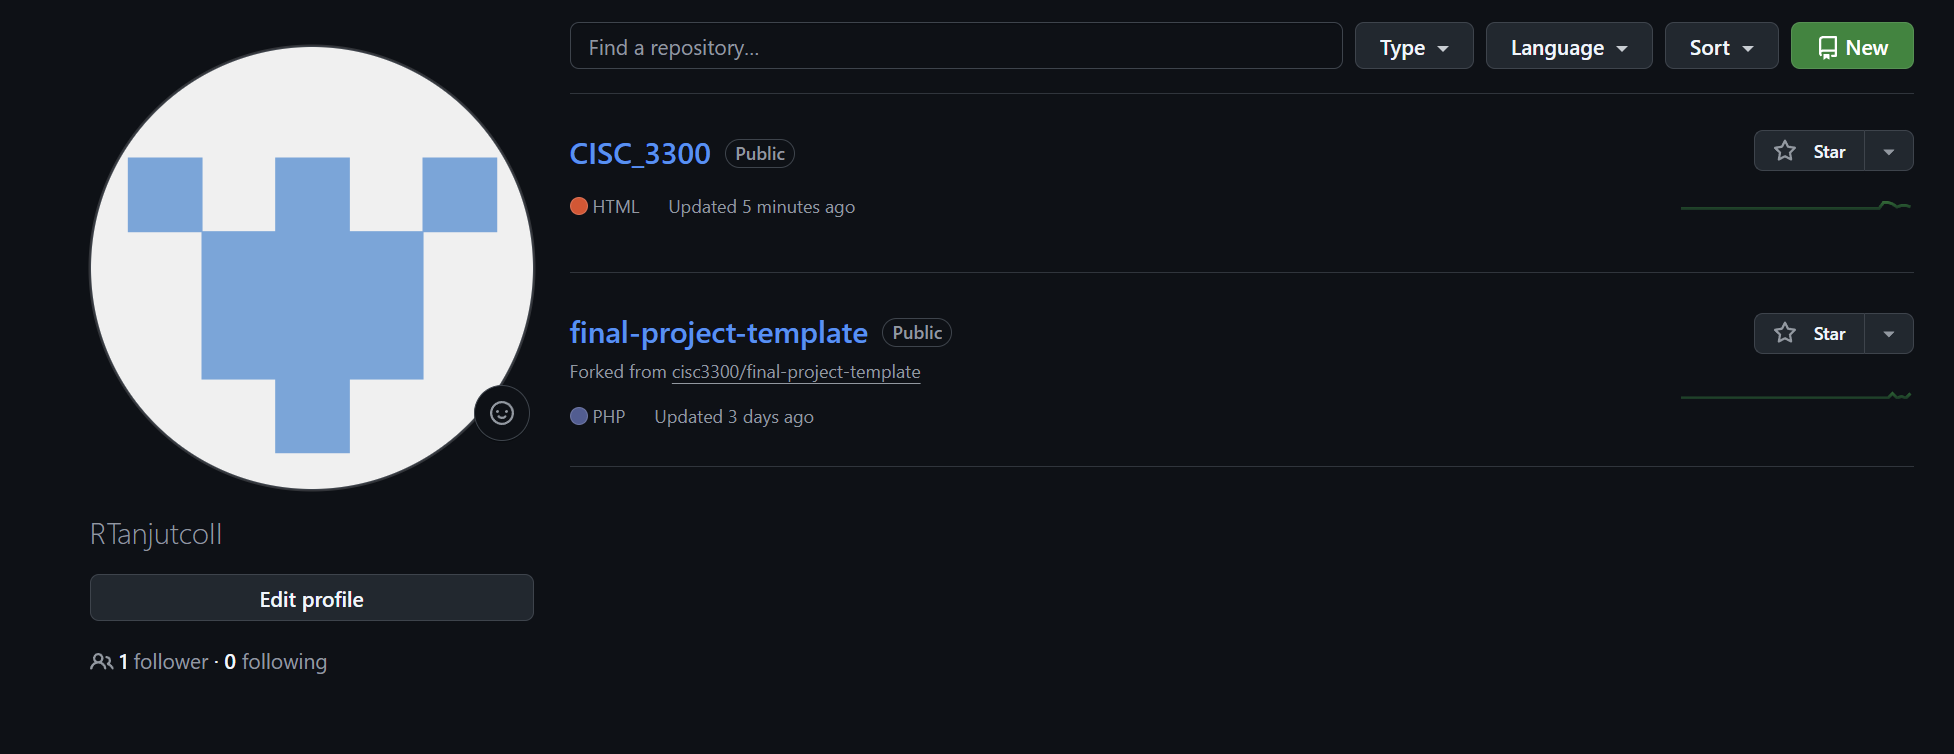 Find a repository...
Type
Language
Sort
New
CISC_3300 Public
Star
HTML Updated 5 minutes ago
final-project-template Public
Star
Forked from cisc3300/final-project-template
PHP Updated 3 days ago
RTanjutcoll
Edit profile
1 follower · 0 following